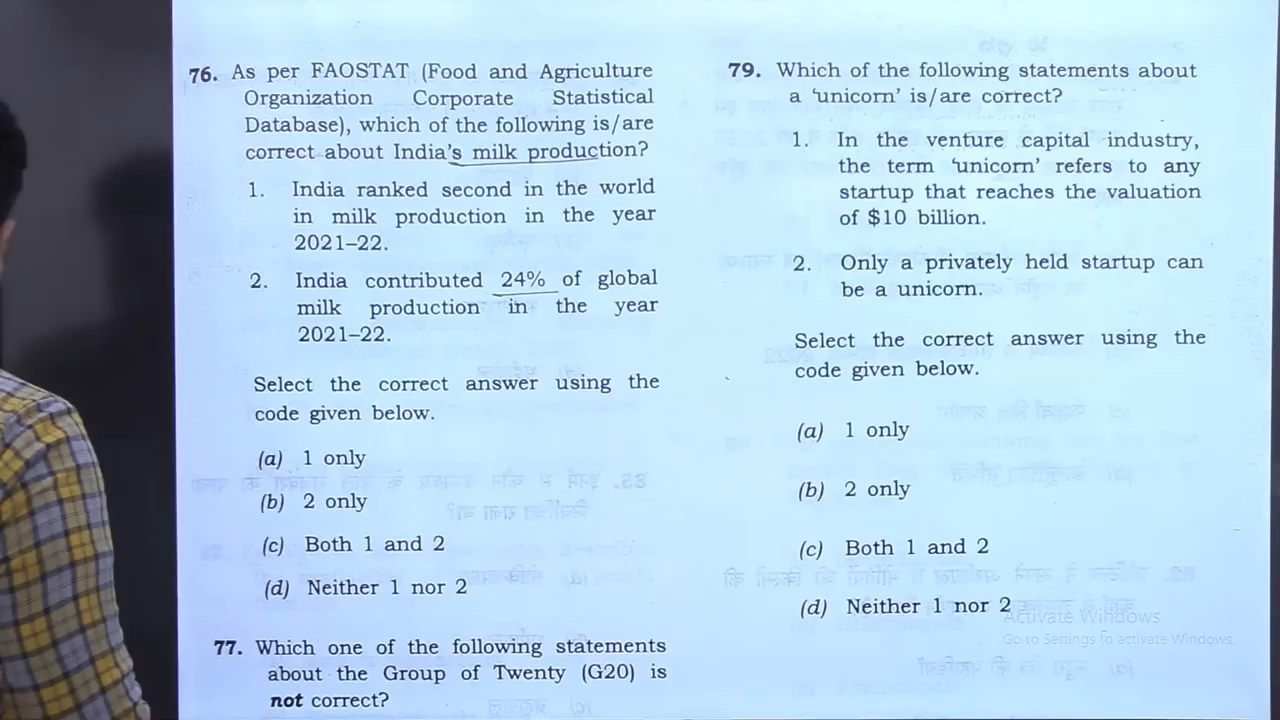 76. As per FAOSTAT (Food and Agriculture
Organization Corporate Statistical
Database), which of the following is/are
correct about India's milk production?
1. India ranked second in the world
in milk production in the year
2021–22.
2. India contributed 24% of global
milk production in the year
2021–22.
Select the correct answer using the
code given below.
(a) 1 only
(b) 2 only
(c) Both 1 and 2
(d) Neither 1 nor 2
77. Which one of the following statements
about the Group of Twenty (G20) is
not correct?
79. Which of the following statements about
a ‘unicorn’ is/are correct?
1. In the venture capital industry,
the term ‘unicorn’ refers to any
startup that reaches the valuation
of $10 billion.
2. Only a privately held startup can
be a unicorn.
Select the correct answer using the
code given below.
(a) 1 only
(b) 2 only
(c) Both 1 and 2
(d) Neither 1 nor 2
Activate Windows
Go to Settings to activate Windows.